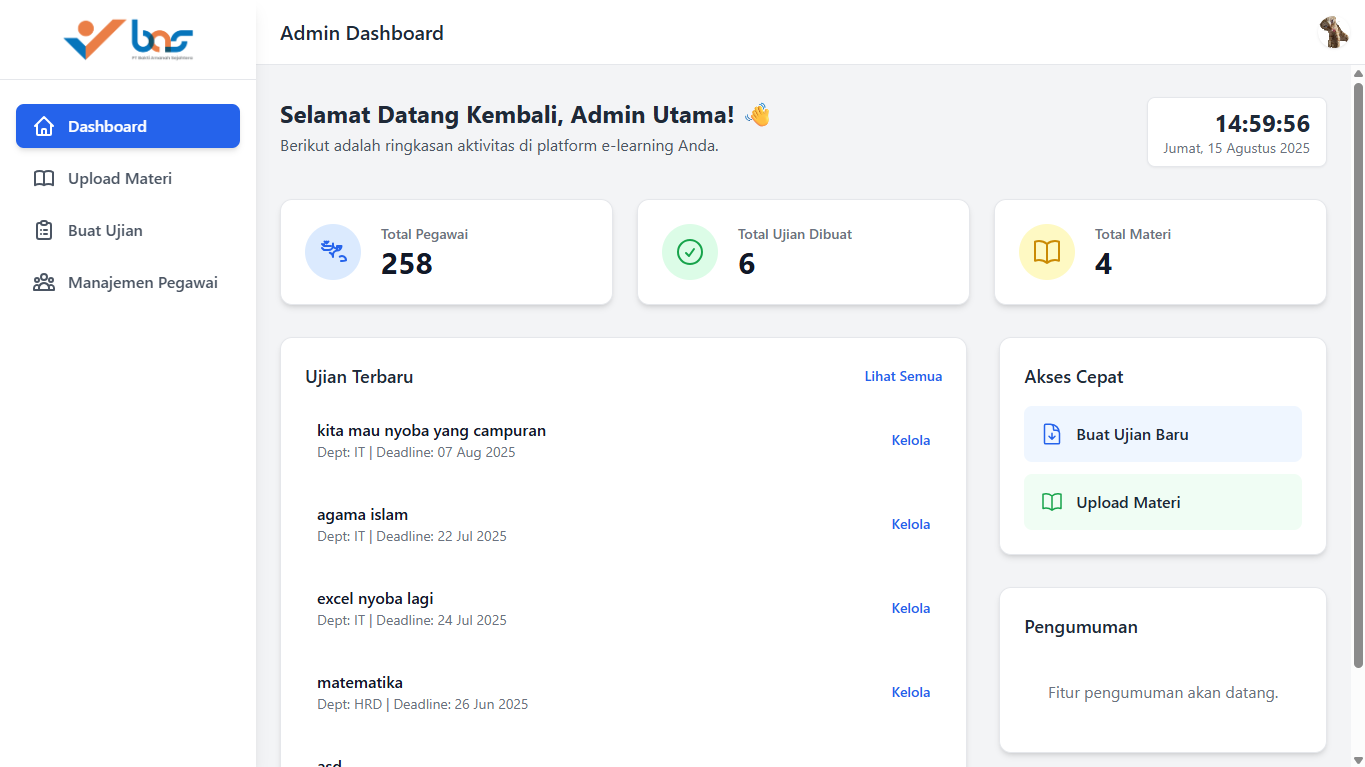 bns
Admin Dashboard
Dashboard
Upload Materi
Buat Ujian
Manajemen Pegawai
Selamat Datang Kembali, Admin Utama! 👋
Berikut adalah ringkasan aktivitas di platform e-learning Anda.
14:59:56
Jumat, 15 Agustus 2025
Total Pegawai
258
Total Ujian Dibuat
6
Total Materi
4
Ujian Terbaru
Lihat Semua
kita mau nyoba yang campuran
Dept: IT | Deadline: 07 Aug 2025
Kelola
agama islam
Dept: IT | Deadline: 22 Jul 2025
Kelola
excel nyoba lagi
Dept: IT | Deadline: 24 Jul 2025
Kelola
matematika
Dept: HRD | Deadline: 26 Jun 2025
Kelola
asd
Akses Cepat
Buat Ujian Baru
Upload Materi
Pengumuman
Fitur pengumuman akan datang.